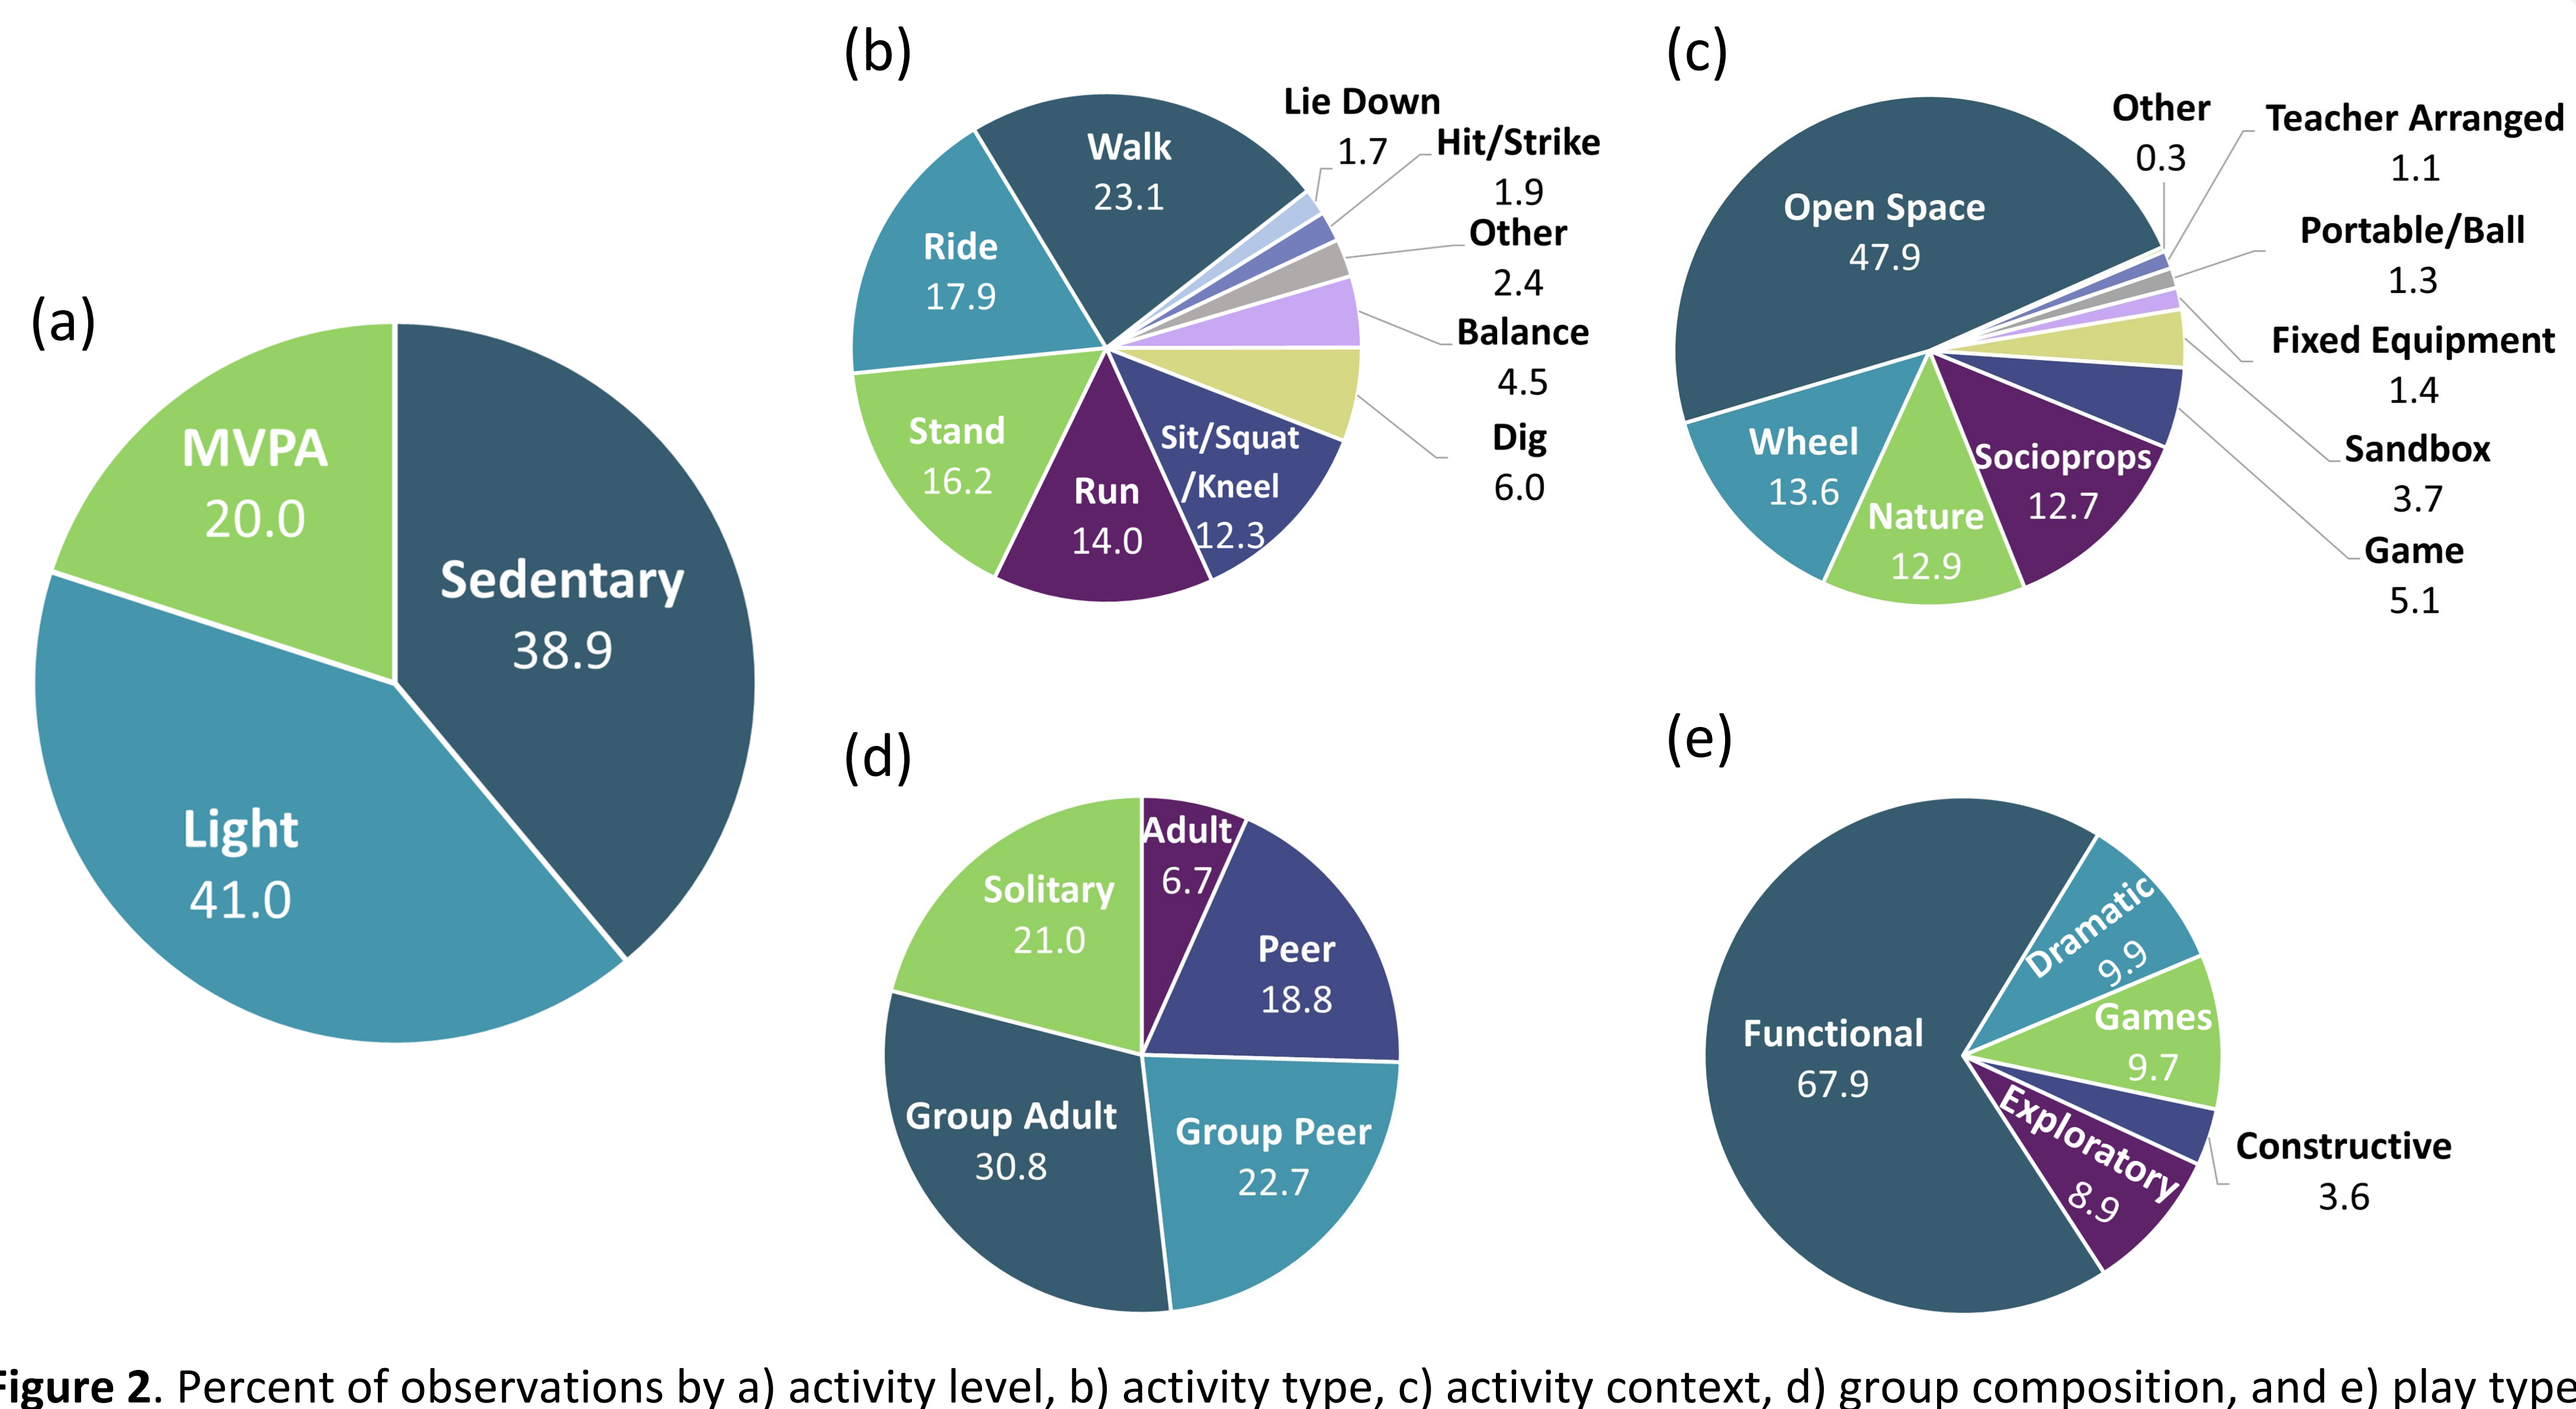 (a)
MVPA
20.0
Sedentary
38.9
Light
41.0
(b)
Walk
23.1
Lie Down
1.7
Hit/Strike
1.9
Other
2.4
Balance
4.5
Dig
6.0
Sit/Squat
/Kneel
12.3
Run
14.0
Stand
16.2
Ride
17.9
(c)
Open Space
47.9
Other
0.3
Teacher Arranged
1.1
Portable/Ball
1.3
Fixed Equipment
1.4
Sandbox
3.7
Game
5.1
Socioprops
12.7
Nature
12.9
Wheel
13.6
(d)
Adult
6.7
Peer
18.8
Group Peer
22.7
Group Adult
30.8
Solitary
21.0
(e)
Functional
67.9
Dramatic
9.9
Games
9.7
Constructive
3.6
Exploratory
8.9
Figure 2. Percent of observations by a) activity level, b) activity type, c) activity context, d) group composition, and e) play type